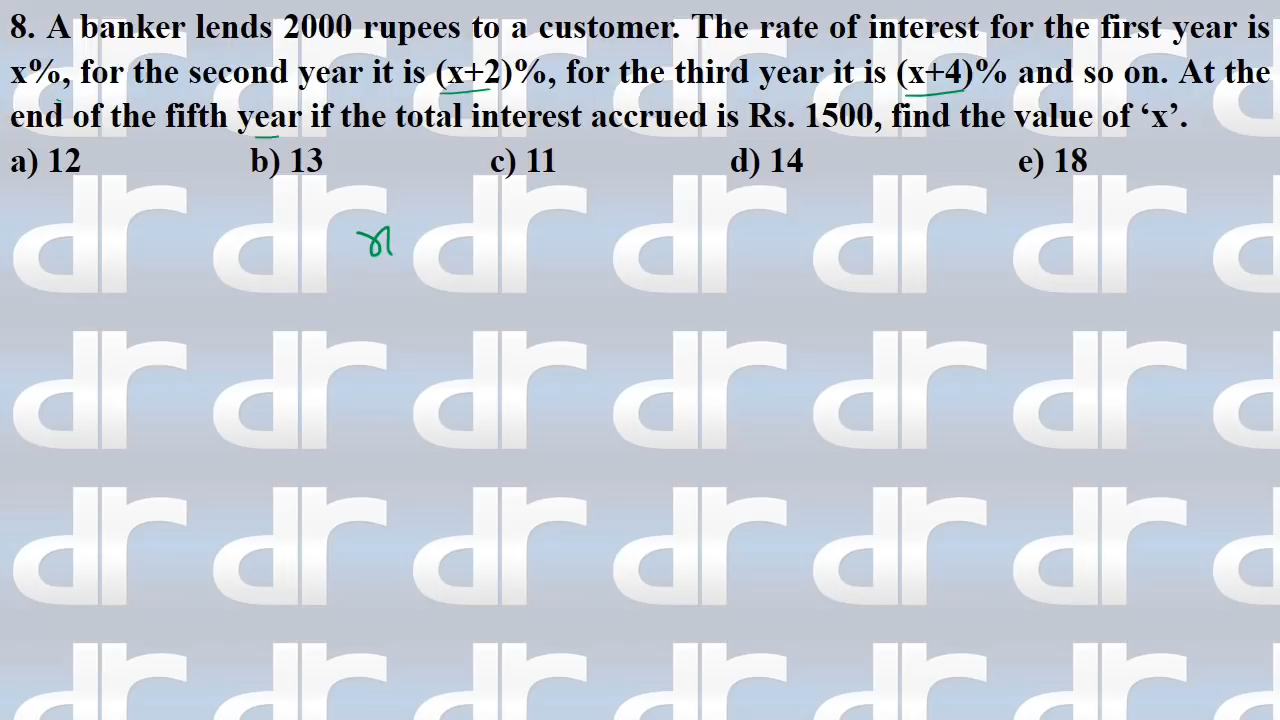 8. A banker lends 2000 rupees to a customer. The rate of interest for the first year is
x%, for the second year it is (x+2)%, for the third year it is (x+4)% and so on. At the
end of the fifth year if the total interest accrued is Rs. 1500, find the value of ‘x’.
a) 12 b) 13 c) 11 d) 14 e) 18